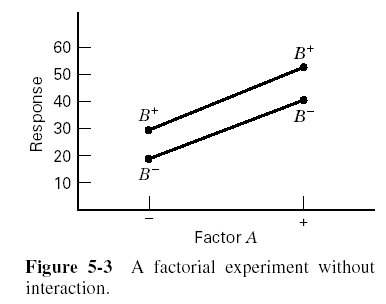 60
50
40
30
20
10
Response
B+
B−
B+
B−
−
+
Factor A
Figure 5-3 A factorial experiment without
interaction.